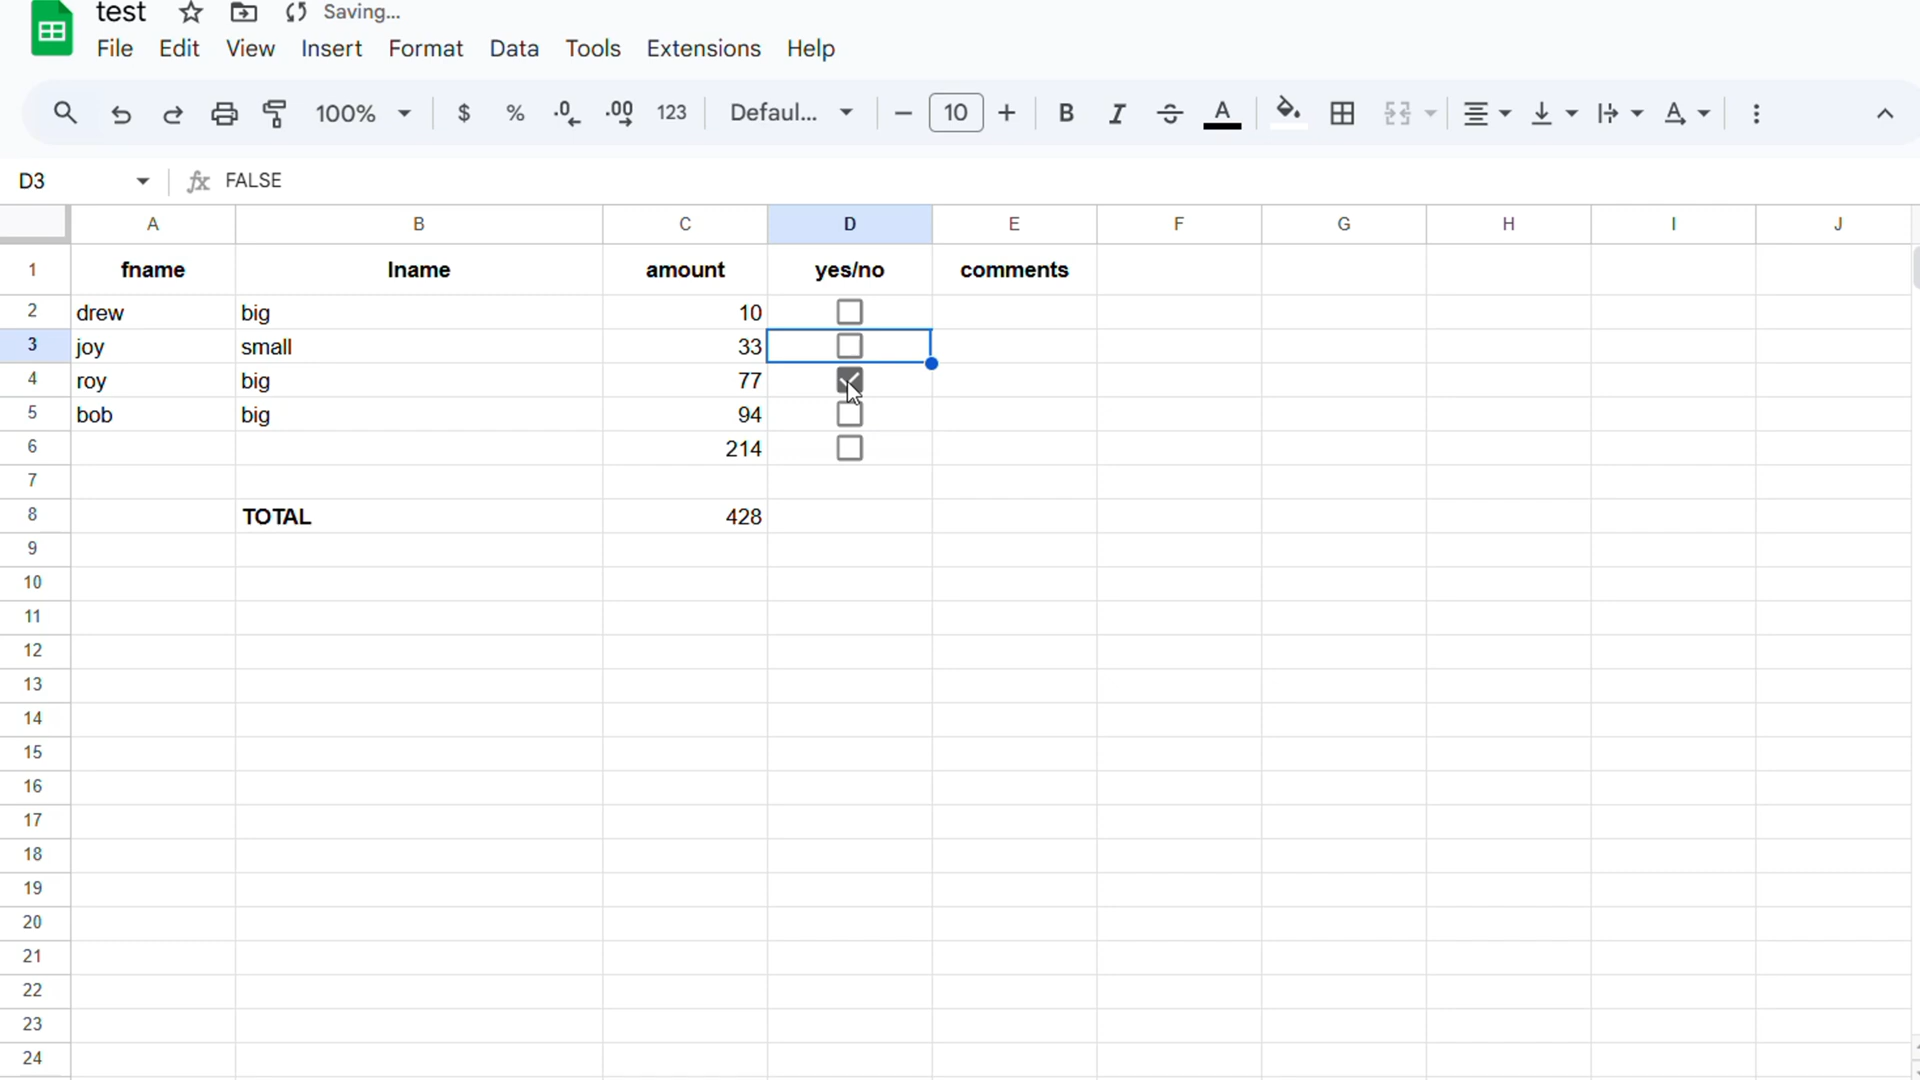 test Saving...
File Edit View Insert Format Data Tools Extensions Help
100% $ % .0 .00 123 Defaul... 10 B I S A A
D3 fx FALSE
A B C D E F G H I J
1 fname lname amount yes/no comments
2 drew big 10
3 joy small 33
4 roy big 77
5 bob big 94
6 214
7
8 TOTAL 428
9
10
11
12
13
14
15
16
17
18
19
20
21
22
23
24